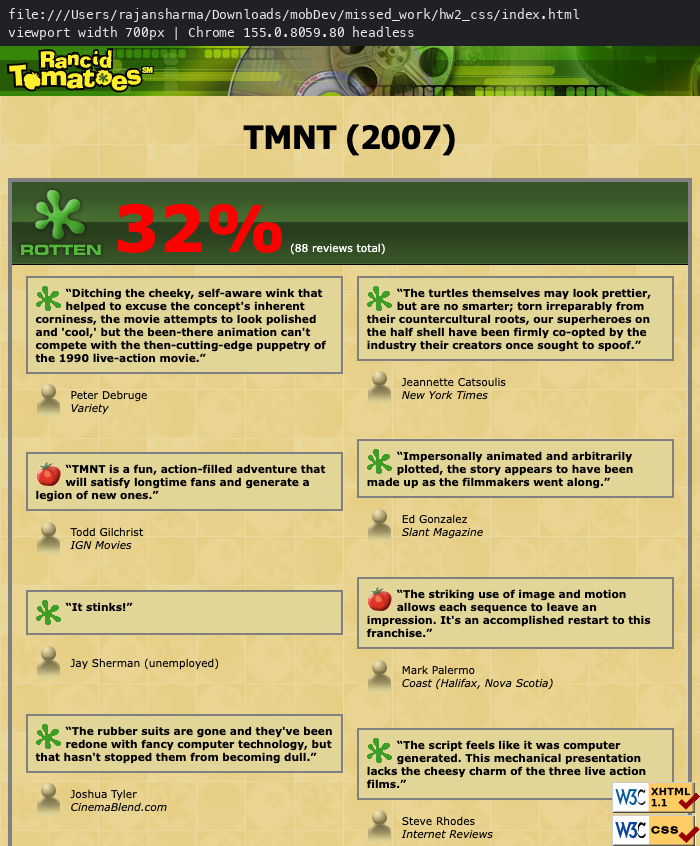 file:///Users/rajansharma/Downloads/mobDev/missed_work/hw2_css/index.html
viewport width 700px | Chrome 155.0.8059.80 headless
Rancid
Tomatoes SM
TMNT (2007)
ROTTEN
32% (88 reviews total)
“Ditching the cheeky, self-aware wink that
helped to excuse the concept's inherent
corniness, the movie attempts to look polished
and 'cool,' but the been-there animation can't
compete with the then-cutting-edge puppetry of
the 1990 live-action movie.”
Peter Debruge
Variety
“TMNT is a fun, action-filled adventure that
will satisfy longtime fans and generate a
legion of new ones.”
Todd Gilchrist
IGN Movies
“It stinks!”
Jay Sherman (unemployed)
“The rubber suits are gone and they've been
redone with fancy computer technology, but
that hasn't stopped them from becoming dull.”
Joshua Tyler
CinemaBlend.com
“The turtles themselves may look prettier,
but are no smarter; torn irreparably from
their countercultural roots, our superheroes on
the half shell have been firmly co-opted by the
industry their creators once sought to spoof.”
Jeannette Catsoulis
New York Times
“Impersonally animated and arbitrarily
plotted, the story appears to have been
made up as the filmmakers went along.”
Ed Gonzalez
Slant Magazine
“The striking use of image and motion
allows each sequence to leave an
impression. It's an accomplished restart to this
franchise.”
Mark Palermo
Coast (Halifax, Nova Scotia)
“The script feels like it was computer
generated. This mechanical presentation
lacks the cheesy charm of the three live action
films.”
Steve Rhodes
Internet Reviews
W3C XHTML
1.1
W3C css